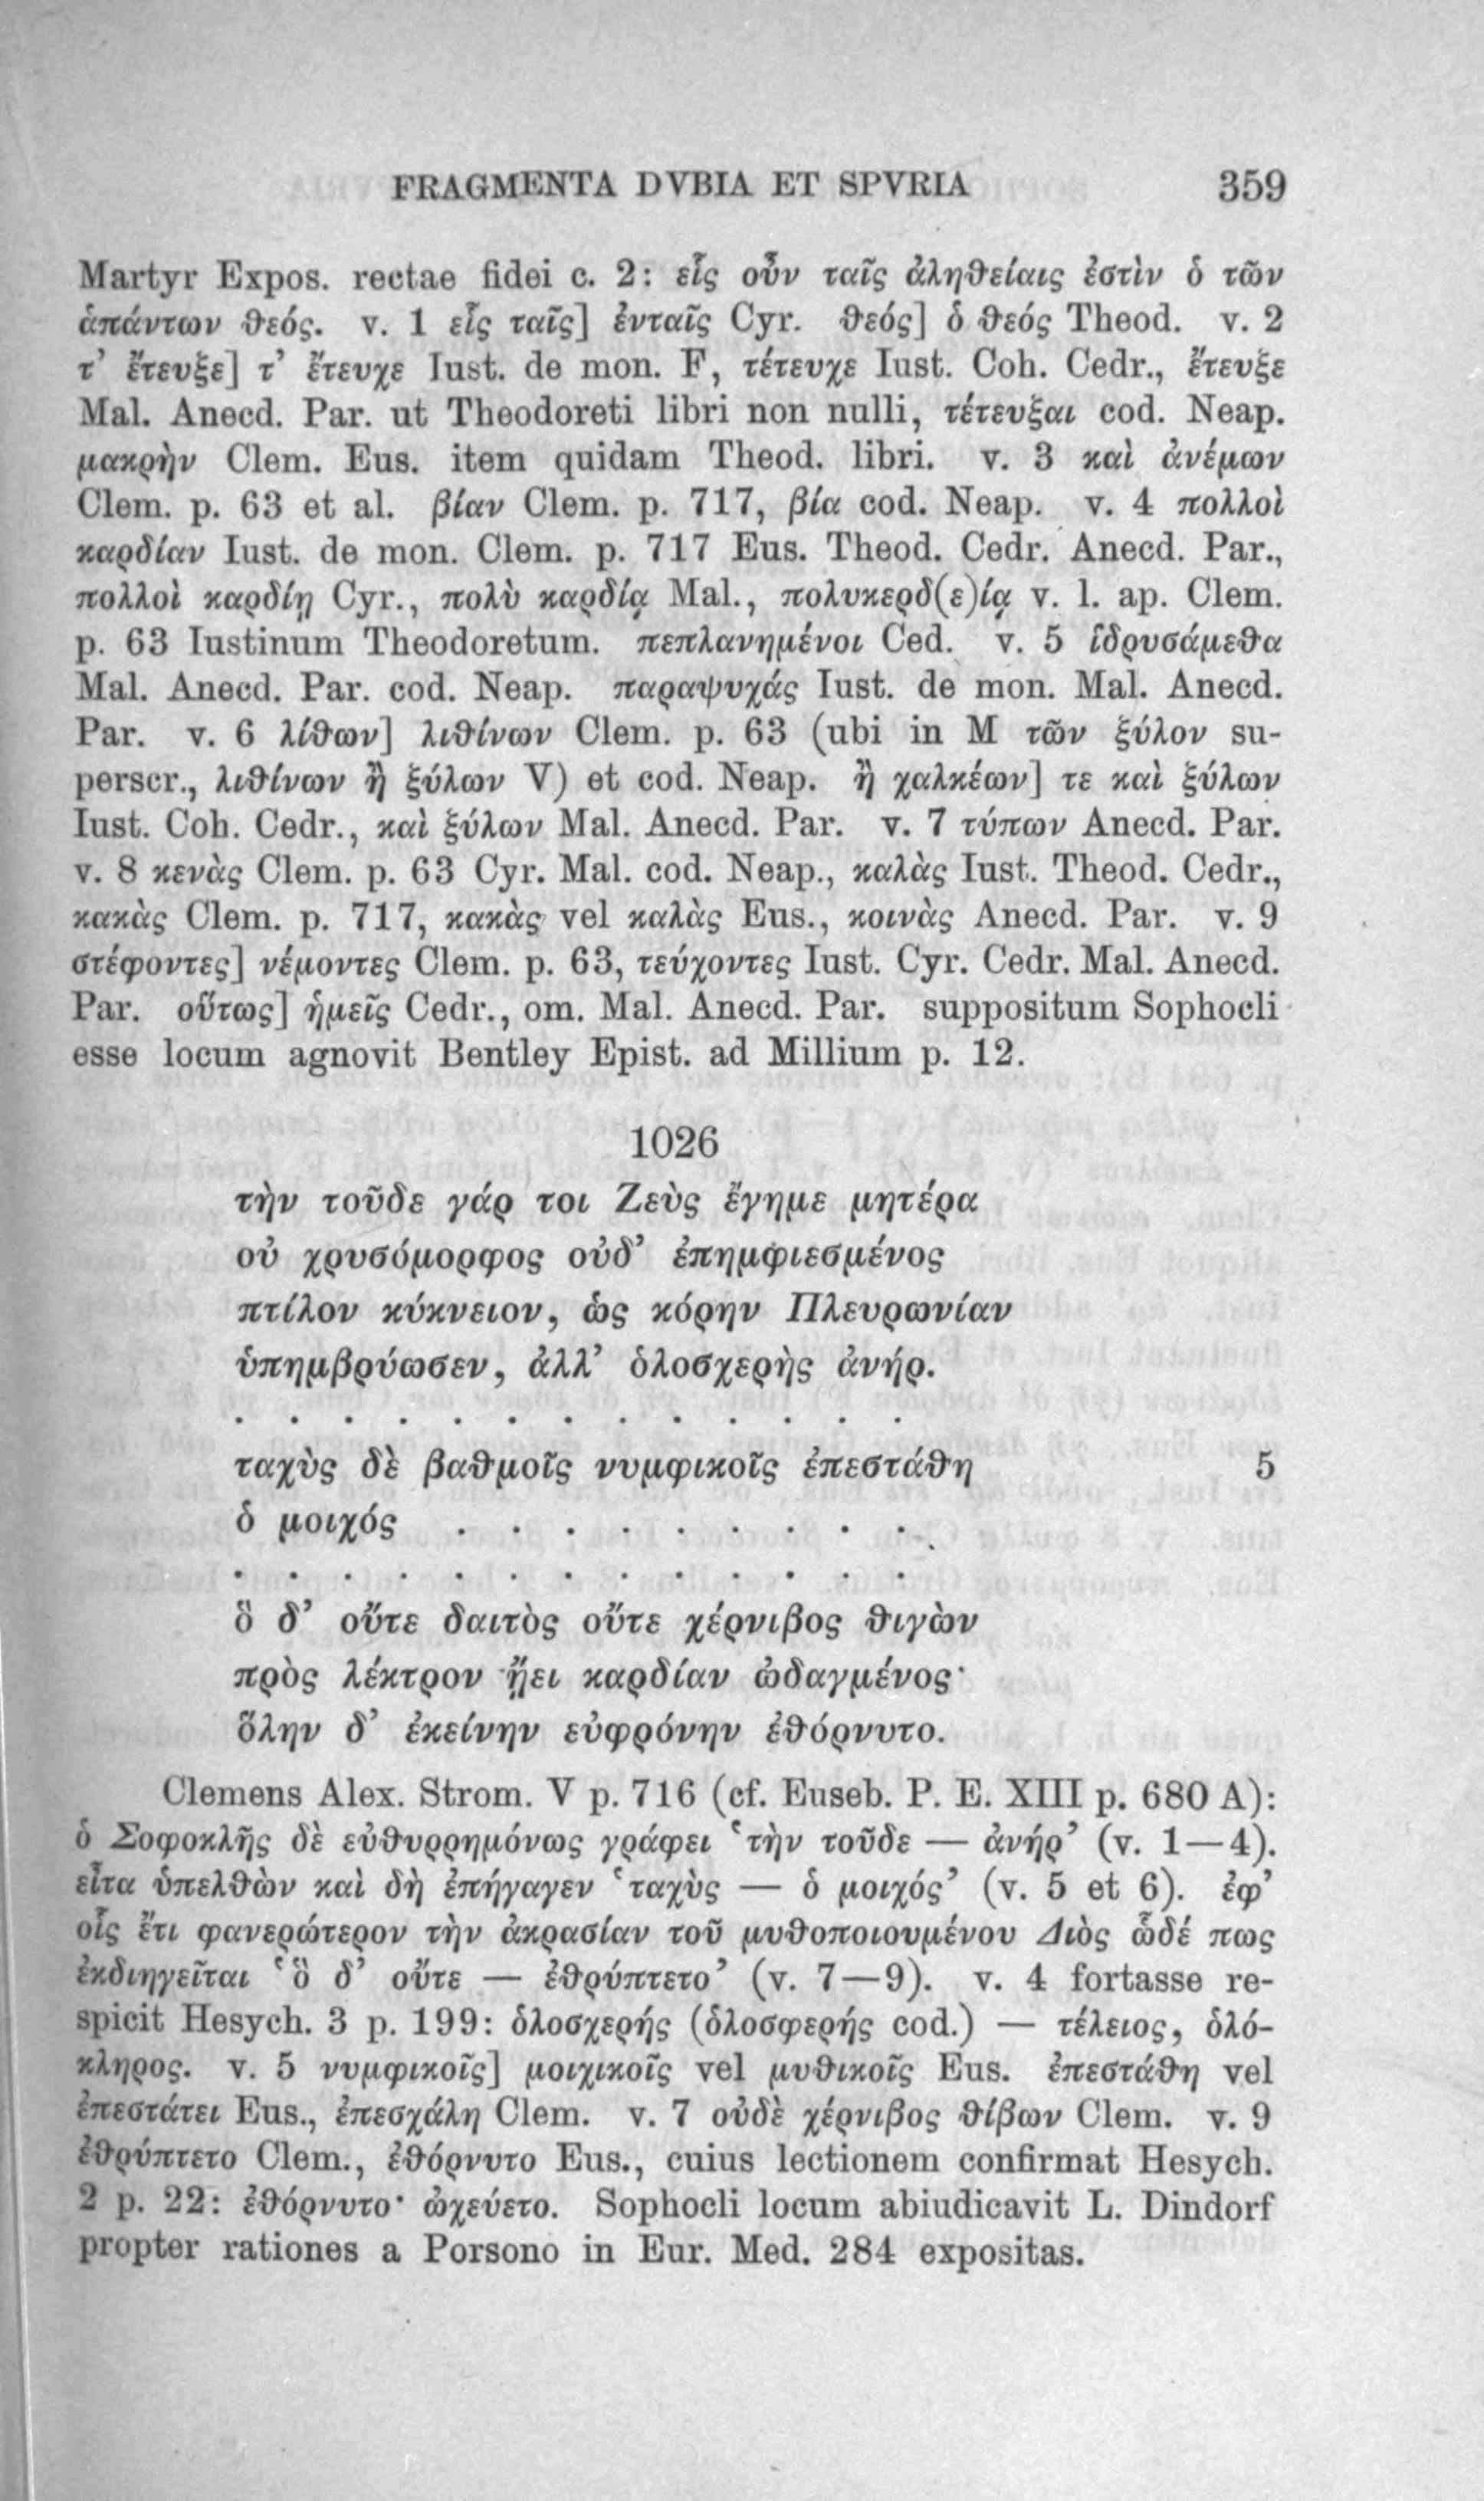 FRAGMENTA DVBIA ET SPVRIA 359
Martyr Expos. rectae fidei c. 2: εἷς οὖν ταῖς ἀληθείαις ἐστὶν ὁ τῶν
ἁπάντων θεός. v. 1 εἷς ταῖς] ἐνταῖς Cyr. θεός] ὁ θεός Theod. v. 2
τ’ ἔτευξε] τ’ ἔτευχε Iust. de mon. F, τέτευχε Iust. Coh. Cedr., ἔτευξε
Mal. Anecd. Par. ut Theodoreti libri non nulli, τέτευξαι cod. Neap.
μακρὴν Clem. Eus. item quidam Theod. libri. v. 3 καὶ ἀνέμων
Clem. p. 63 et al. βίαν Clem. p. 717, βία cod. Neap. v. 4 πολλοὶ
καρδίαν Iust. de mon. Clem. p. 717 Eus. Theod. Cedr. Anecd. Par.,
πολλοὶ καρδίῃ Cyr., πολὺ καρδίᾳ Mal., πολυκερδ(ε)ίᾳ v. l. ap. Clem.
p. 63 Iustinum Theodoretum. πεπλανημένοι Ced. v. 5 ἱδρυσάμεθα
Mal. Anecd. Par. cod. Neap. παραψυχάς Iust. de mon. Mal. Anecd.
Par. v. 6 λίθων] λιθίνων Clem. p. 63 (ubi in M τῶν ξύλον su-
perscr., λιθίνων ἢ ξύλων V) et cod. Neap. ἢ χαλκέων] τε καὶ ξύλων
Iust. Coh. Cedr., καὶ ξύλων Mal. Anecd. Par. v. 7 τύπων Anecd. Par.
v. 8 κενὰς Clem. p. 63 Cyr. Mal. cod. Neap., καλὰς Iust. Theod. Cedr.,
κακὰς Clem. p. 717, κακὰς vel καλὰς Eus., κοινὰς Anecd. Par. v. 9
στέφοντες] νέμοντες Clem. p. 63, τεύχοντες Iust. Cyr. Cedr. Mal. Anecd.
Par. οὕτως] ἡμεῖς Cedr., om. Mal. Anecd. Par. suppositum Sophocli
esse locum agnovit Bentley Epist. ad Millium p. 12.
1026
τὴν τοῦδε γάρ τοι Ζεὺς ἔγημε μητέρα
οὐ χρυσόμορφος οὐδ’ ἐπημφιεσμένος
πτίλον κύκνειον, ὡς κόρην Πλευρωνίαν
ὑπημβρύωσεν, ἀλλ’ ὁλοσχερὴς ἀνήρ.
. . . . . . . . . . . . .
ταχὺς δὲ βαθμοῖς νυμφικοῖς ἐπεστάθη 5
ὁ μοιχός . . . . . . . . .
. . . . . . . . . . . . .
ὃ δ’ οὔτε δαιτὸς οὔτε χέρνιβος θιγὼν
πρὸς λέκτρον ᾔει καρδίαν ὠδαγμένος·
ὅλην δ’ ἐκείνην εὐφρόνην ἐθόρνυτο.
Clemens Alex. Strom. V p. 716 (cf. Euseb. P. E. XIII p. 680 A):
ὁ Σοφοκλῆς δὲ εὐθυρρημόνως γράφει ‘τὴν τοῦδε — ἀνήρ’ (v. 1—4).
εἶτα ὑπελθὼν καὶ δὴ ἐπήγαγεν ‘ταχὺς — ὁ μοιχός’ (v. 5 et 6). ἐφ’
οἷς ἔτι φανερώτερον τὴν ἀκρασίαν τοῦ μυθοποιουμένου Διὸς ὧδέ πως
ἐκδιηγεῖται ‘ὃ δ’ οὔτε — ἐθρύπτετο’ (v. 7—9). v. 4 fortasse re-
spicit Hesych. 3 p. 199: ὁλοσχερής (ὁλοσφερής cod.) — τέλειος, ὁλό-
κληρος. v. 5 νυμφικοῖς] μοιχικοῖς vel μυθικοῖς Eus. ἐπεστάθη vel
ἐπεστάτει Eus., ἐπεσχάλη Clem. v. 7 οὐδὲ χέρνιβος θίβων Clem. v. 9
ἐθρύπτετο Clem., ἐθόρνυτο Eus., cuius lectionem confirmat Hesych.
2 p. 22: ἐθόρνυτο· ὠχεύετο. Sophocli locum abiudicavit L. Dindorf
propter rationes a Porsono in Eur. Med. 284 expositas.